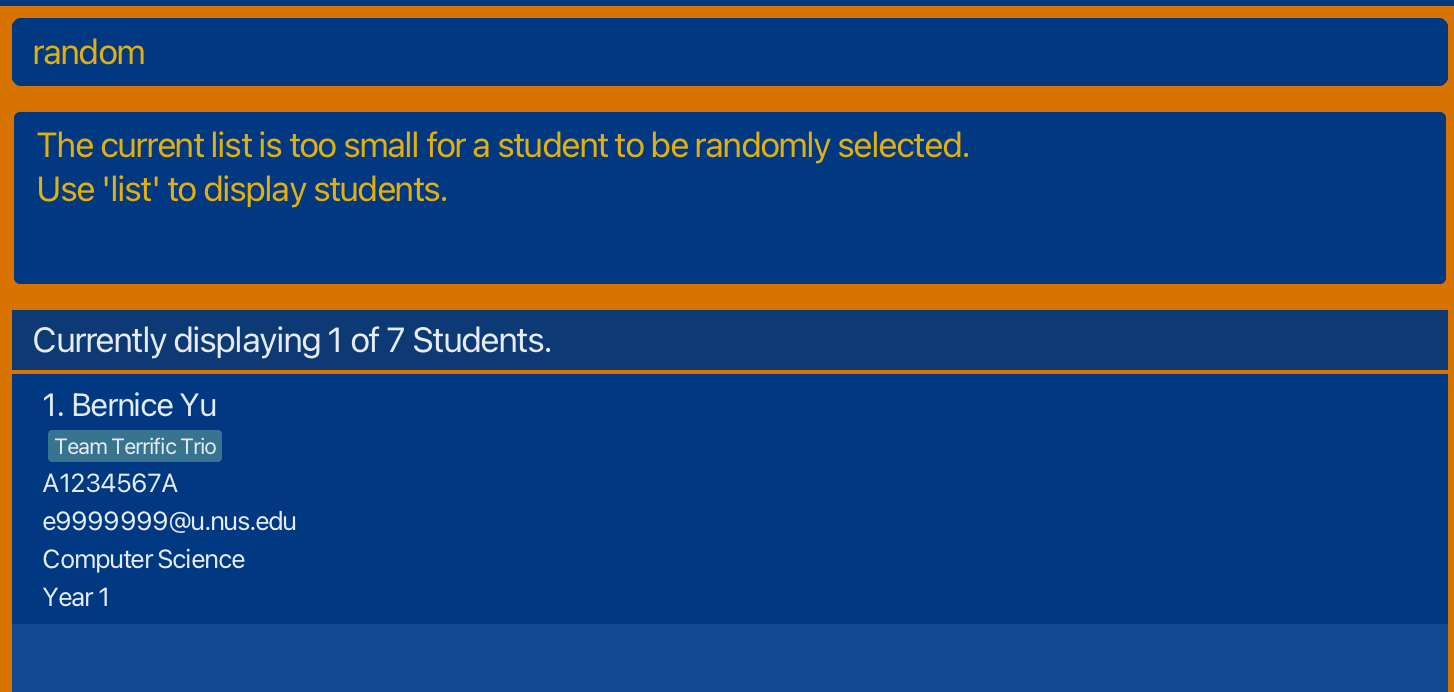 random
The current list is too small for a student to be randomly selected.
Use 'list' to display students.
Currently displaying 1 of 7 Students.
1. Bernice Yu
Team Terrific Trio
A1234567A
e9999999@u.nus.edu
Computer Science
Year 1